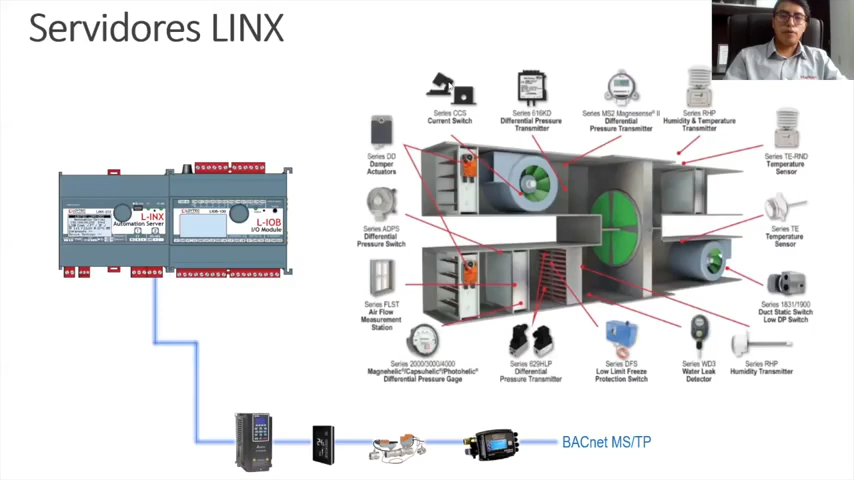 Servidores LINX
Series CCS
Current Switch
Series 616KD
Differential Pressure
Transmitter
Series MS2 Magnesense® II
Differential
Pressure Transmitter
Series RHP
Humidity & Temperature
Transmitter
Series DD
Damper
Actuators
Series TE-RND
Temperature
Sensor
L-INX
Automation Server
L-IOB
I/O Module
Series ADPS
Differential
Pressure Switch
Series TE
Temperature
Sensor
Series FLST
Air Flow
Measurement
Station
Series 1831/1900
Duct Static Switch
Low DP Switch
Series 2000/3000/4000
Magnehelic®/Capsuhelic®/Photohelic®
Differential Pressure Gage
Series 629HLP
Differential
Pressure Transmitter
Series DFS
Low Limit Freeze
Protection Switch
Series WD3
Water Leak
Detector
Series RHP
Humidity Transmitter
BACnet MS/TP